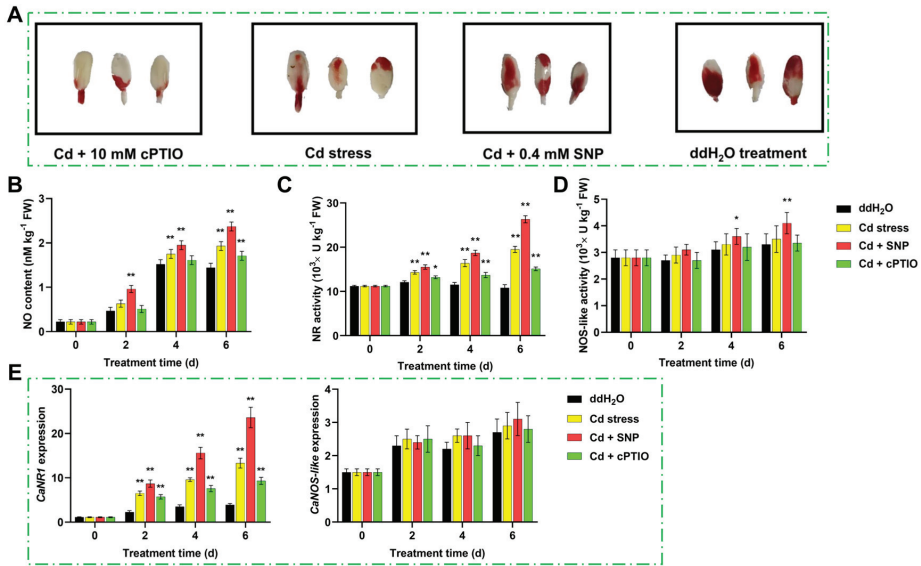 A
Cd + 10 mM cPTIO
Cd stress
Cd + 0.4 mM SNP
ddH₂O treatment
B
NO content (nM kg⁻¹ FW)
3
2
1
0
** ** ** ** ** **
0 2 4 6
Treatment time (d)
C
NR activity (10³× U kg⁻¹ FW)
30
20
10
0
** ** * ** ** ** ** ** **
0 2 4 6
Treatment time (d)
D
NOS-like activity (10³× U kg⁻¹ FW)
5
4
3
2
1
0
* **
0 2 4 6
Treatment time (d)
ddH₂O
Cd stress
Cd + SNP
Cd + cPTIO
E
CaNR1 expression
30
20
10
0
** ** ** ** ** ** ** ** **
0 2 4 6
Treatment time (d)
CaNOS-like expression
4
3
2
1
0
0 2 4 6
Treatment time (d)
ddH₂O
Cd stress
Cd + SNP
Cd + cPTIO